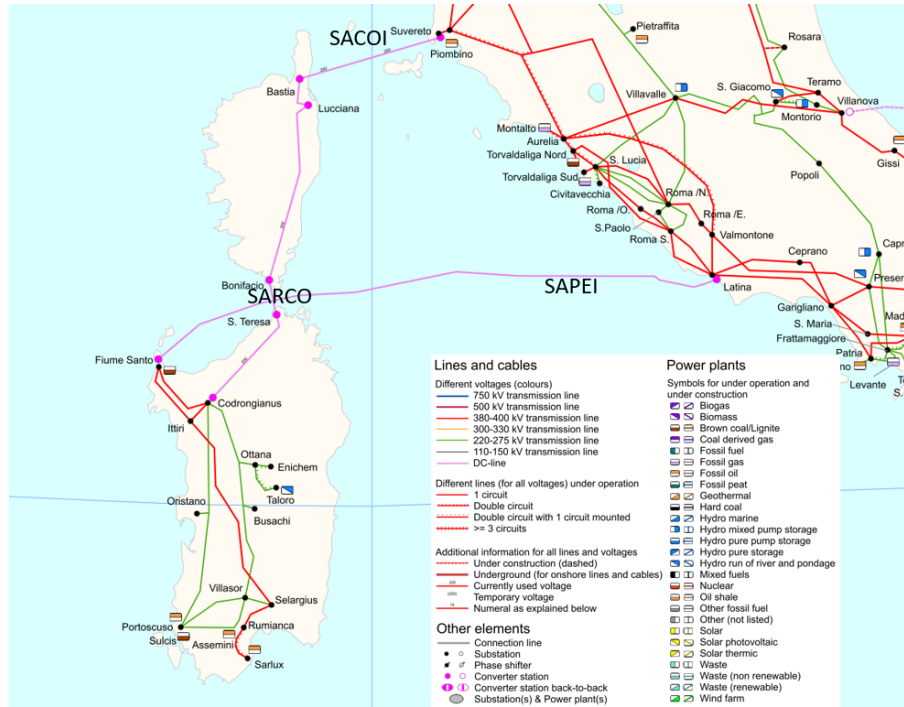 SACOI
Suvereto
Piombino
200
Pietraffita
Rosara
Bastia
Lucciana
Villavalle
S. Giacomo
Teramo
Villanova
Montorio
Montalto
Aurelia
Torvaldaliga Nord
S. Lucia
Gissi
Torvaldaliga Sud
Civitavecchia
Popoli
Roma /N.
Roma /O.
Roma /E.
S.Paolo
Roma S.
Valmontone
200
Ceprano
Capr
Presen
Bonifacio
SARCO
SAPEI
Latina
S. Teresa
Garigliano
Mad
S. Maria
Frattamaggiore
Fiume Santo
200
Patria
no
Levante
Codrongianus
Ittiri
Ottana
Enichem
Taloro
Oristano
Busachi
Villasor
Selargius
Portoscuso
Rumianca
Sulcis
Assemini
Sarlux
Lines and cables
Different voltages (colours)
750 kV transmission line
500 kV transmission line
380-400 kV transmission line
300-330 kV transmission line
220-275 kV transmission line
110-150 kV transmission line
DC-line
Different lines (for all voltages) under operation
1 circuit
Double circuit
Double circuit with 1 circuit mounted
>= 3 circuits
Additional information for all lines and voltages
Under construction (dashed)
Underground (for onshore lines and cables)
Currently used voltage
Temporary voltage
Numeral as explained below
Other elements
Connection line
Substation
Phase shifter
Converter station
Converter station back-to-back
Substation(s) & Power plant(s)
Power plants
Symbols for under operation and
under construction
Biogas
Biomass
Brown coal/Lignite
Coal derived gas
Fossil fuel
Fossil gas
Fossil oil
Fossil peat
Geothermal
Hard coal
Hydro marine
Hydro mixed pump storage
Hydro pure pump storage
Hydro pure storage
Hydro run of river and pondage
Mixed fuels
Nuclear
Oil shale
Other fossil fuel
Other (not listed)
Solar
Solar photovoltaic
Solar thermic
Waste
Waste (non renewable)
Waste (renewable)
Wind farm